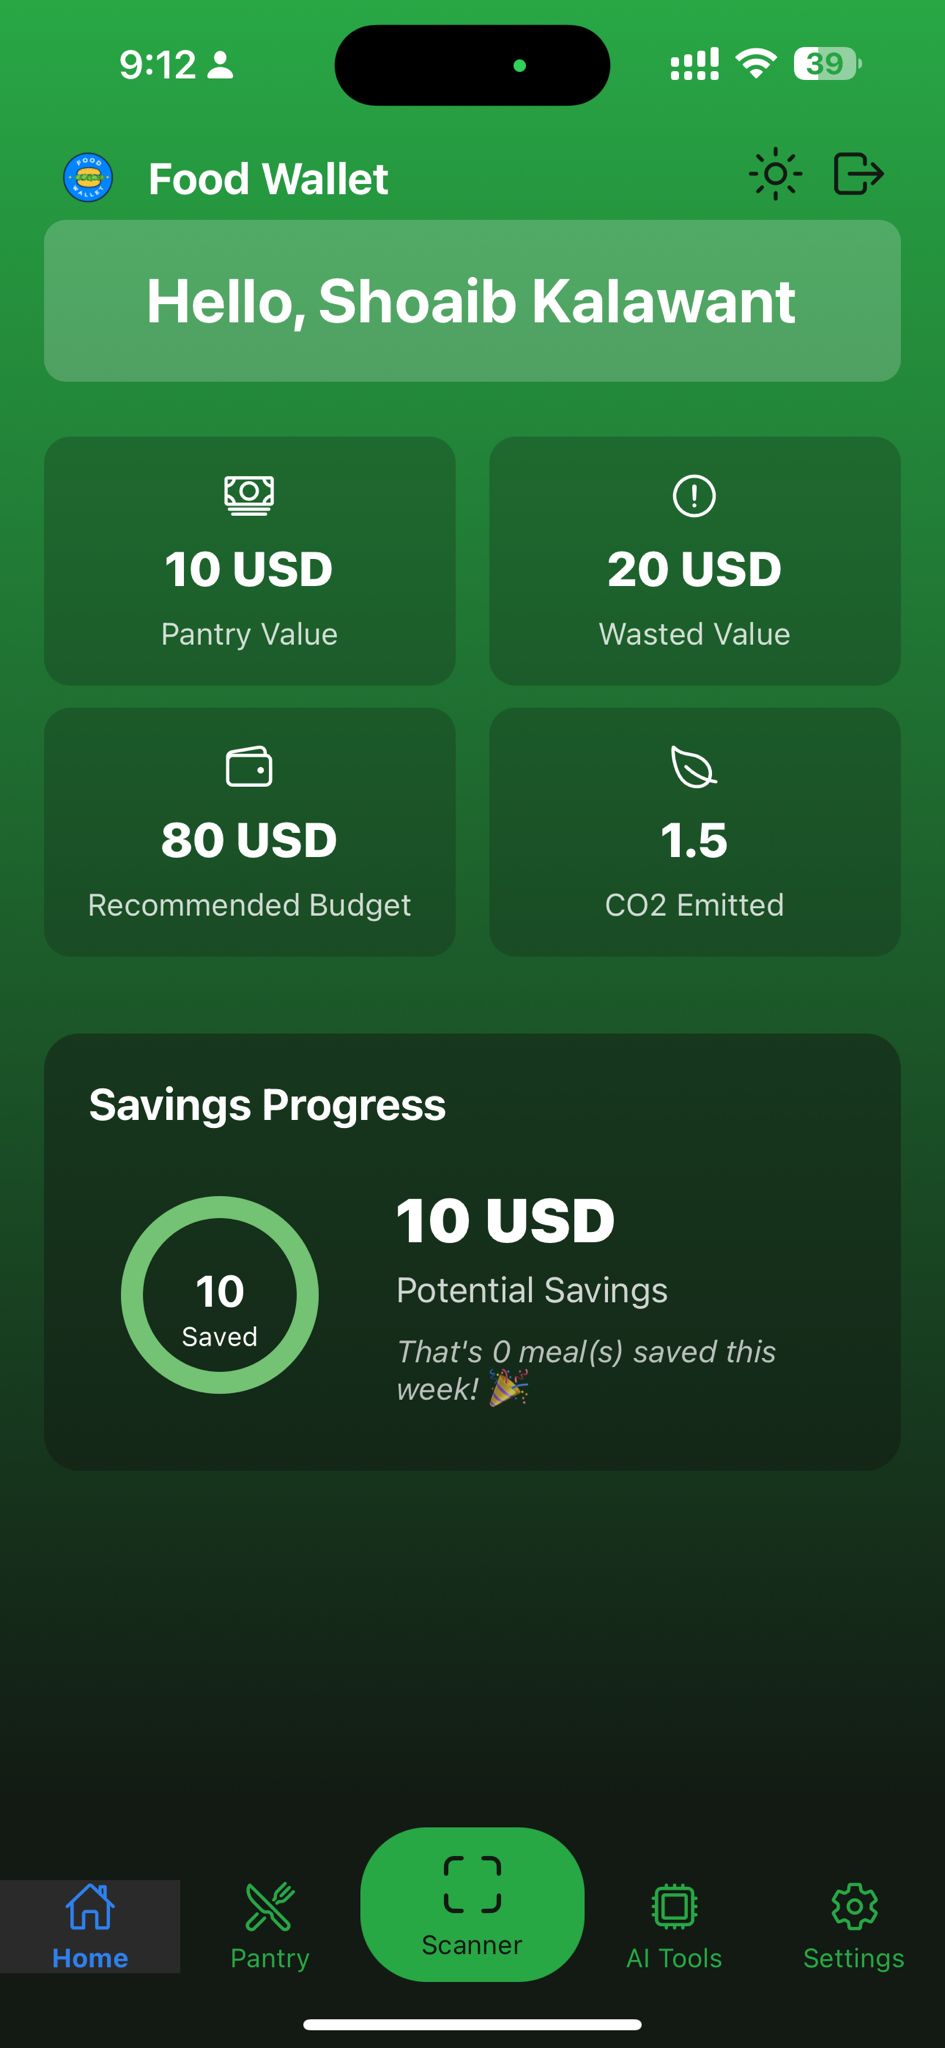 9:12
39
FOOD
WALLET
Food Wallet
Hello, Shoaib Kalawant
10 USD
Pantry Value
20 USD
Wasted Value
80 USD
Recommended Budget
1.5
CO2 Emitted
Savings Progress
10
Saved
10 USD
Potential Savings
That's 0 meal(s) saved this
week! 🎉
Home
Pantry
Scanner
AI Tools
Settings